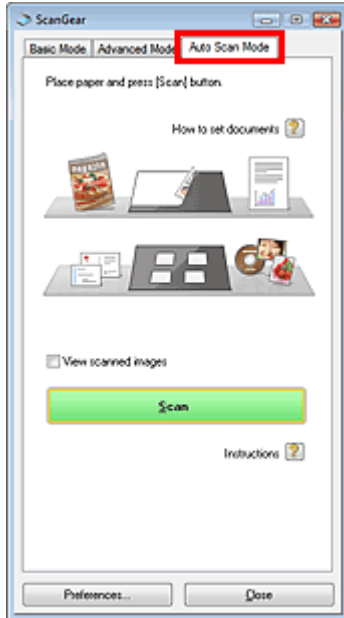 ScanGear
Basic Mode Advanced Mode Auto Scan Mode
Place paper and press [Scan] button.
How to set documents
View scanned images
Scan
Instructions
Preferences... Close